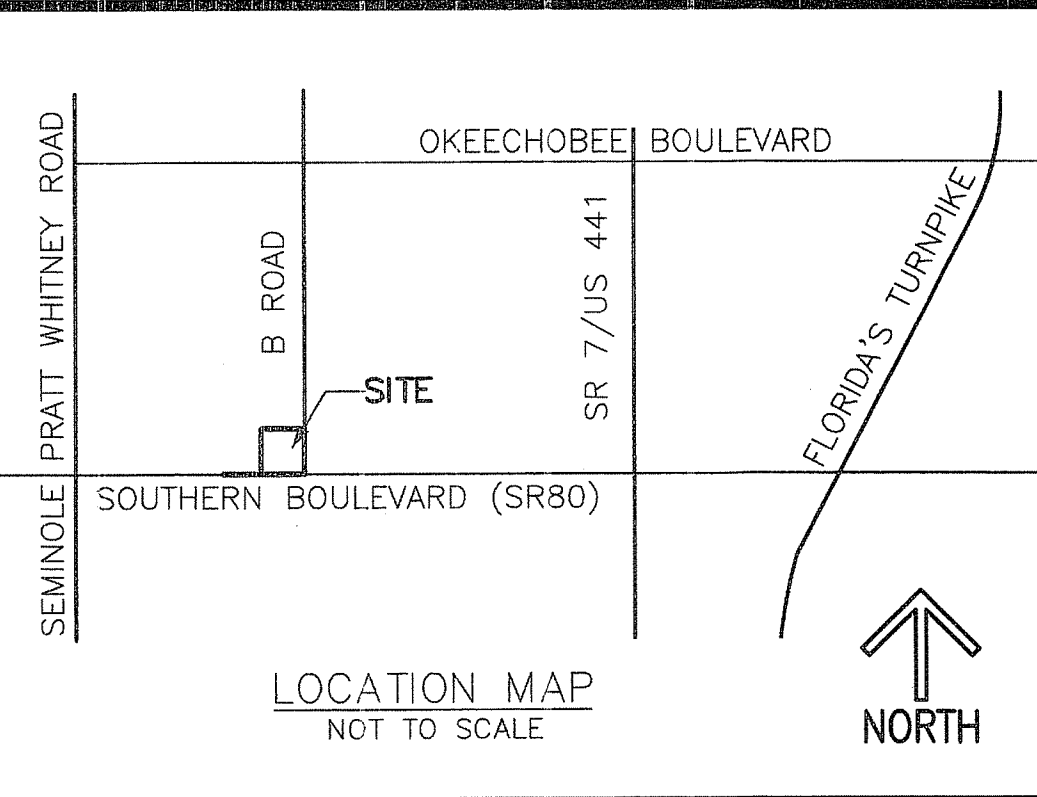 OKEECHOBEE BOULEVARD
SEMINOLE PRATT WHITNEY ROAD
B ROAD
SR 7/US 441
FLORIDA'S TURNPIKE
SITE
SOUTHERN BOULEVARD (SR80)
LOCATION MAP
NOT TO SCALE
NORTH